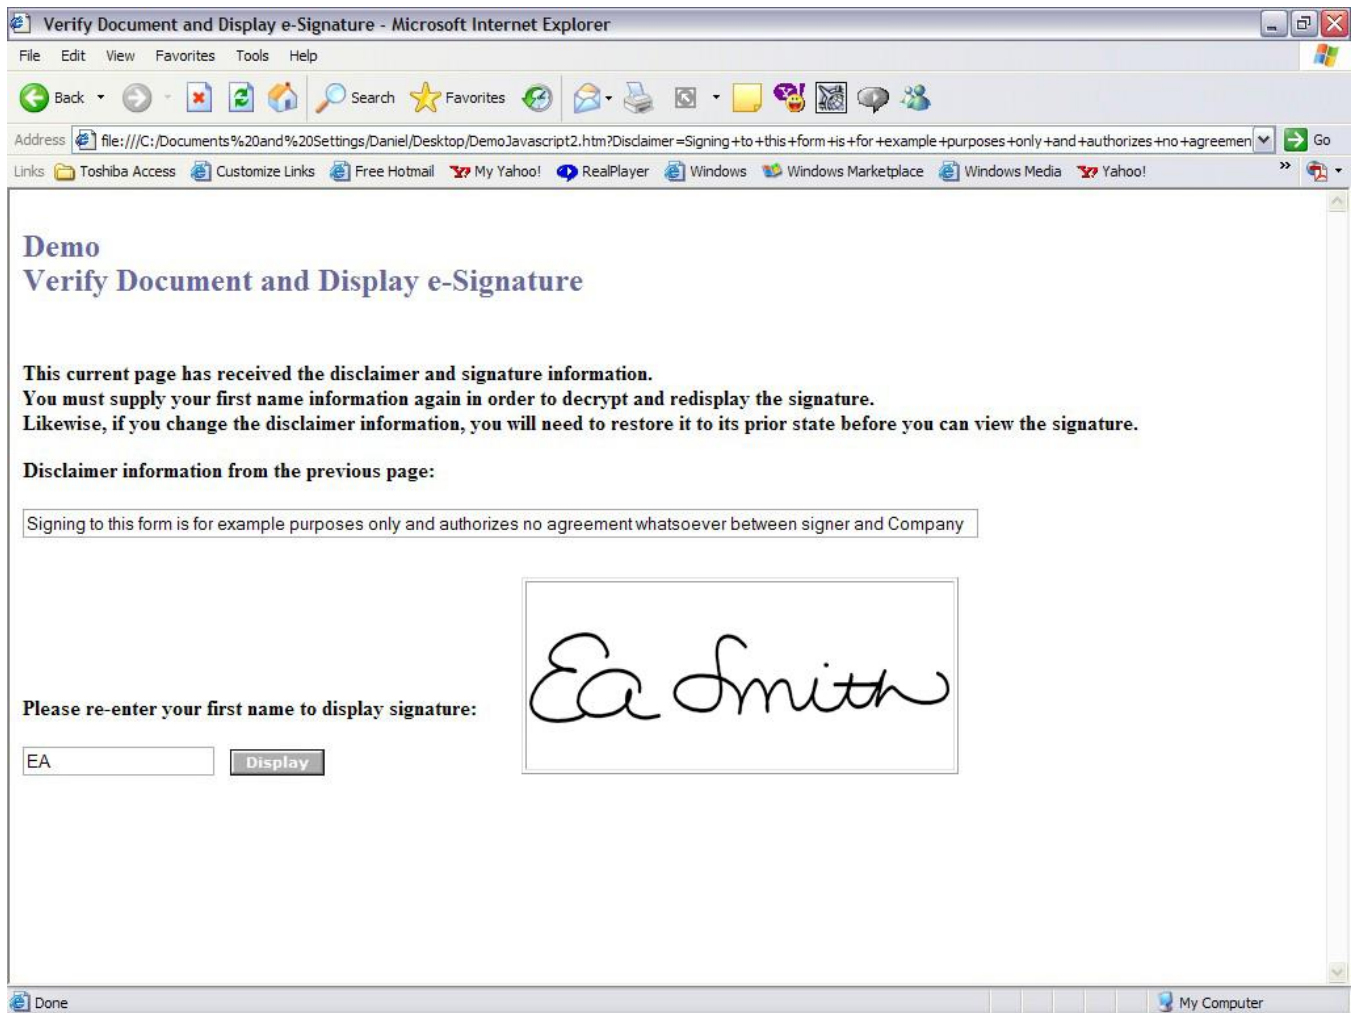 Verify Document and Display e-Signature - Microsoft Internet Explorer
File Edit View Favorites Tools Help
Back Search Favorites
Address file:///C:/Documents%20and%20Settings/Daniel/Desktop/DemoJavascript2.htm?Disclaimer=Signing+to+this+form+is+for+example+purposes+only+and+authorizes+no+agreemen Go
Links Toshiba Access Customize Links Free Hotmail My Yahoo! RealPlayer Windows Windows Marketplace Windows Media Yahoo! »
Demo
Verify Document and Display e-Signature
This current page has received the disclaimer and signature information.
You must supply your first name information again in order to decrypt and redisplay the signature.
Likewise, if you change the disclaimer information, you will need to restore it to its prior state before you can view the signature.
Disclaimer information from the previous page:
Signing to this form is for example purposes only and authorizes no agreement whatsoever between signer and Company
Ea Smith
Please re-enter your first name to display signature:
EA Display
Done My Computer